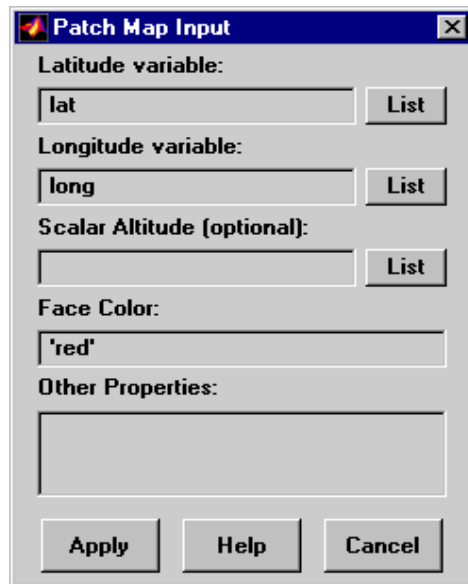 Patch Map Input
Latitude variable:
lat List
Longitude variable:
long List
Scalar Altitude (optional):
List
Face Color:
'red'
Other Properties:
Apply Help Cancel